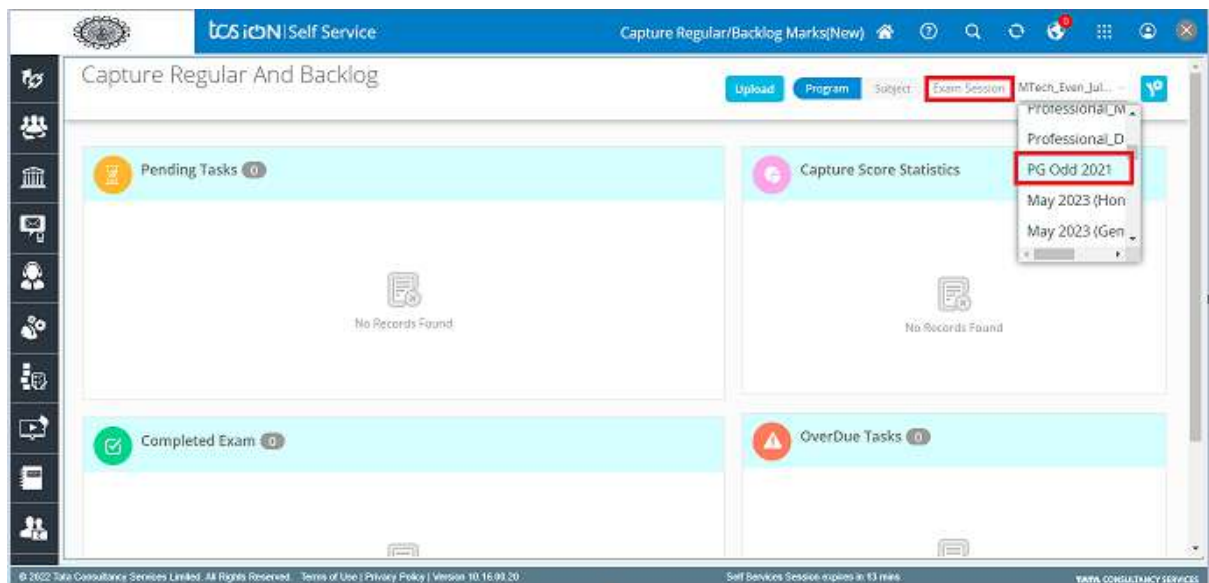 tcs iON | Self Service
Capture Regular/Backlog Marks(New)
0
Capture Regular And Backlog
Upload
Program
Subject
Exam Session
MTech_Even_Jul...
Professional_M
Professional_D
PG Odd 2021
May 2023 (Hon
May 2023 (Gen
Pending Tasks 0
No Records Found
Capture Score Statistics
No Records Found
Completed Exam 0
OverDue Tasks 0
© 2022 Tata Consultancy Services Limited. All Rights Reserved. Terms of Use | Privacy Policy | Version 10.16.00.20
Self Services Session expires in 13 mins
TATA CONSULTANCY SERVICES